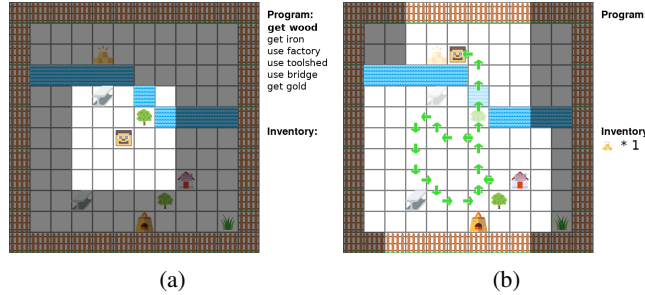 Program:
get wood
get iron
use factory
use toolshed
use bridge
get gold
Inventory:
Program
Inventory
* 1
(a)
(b)